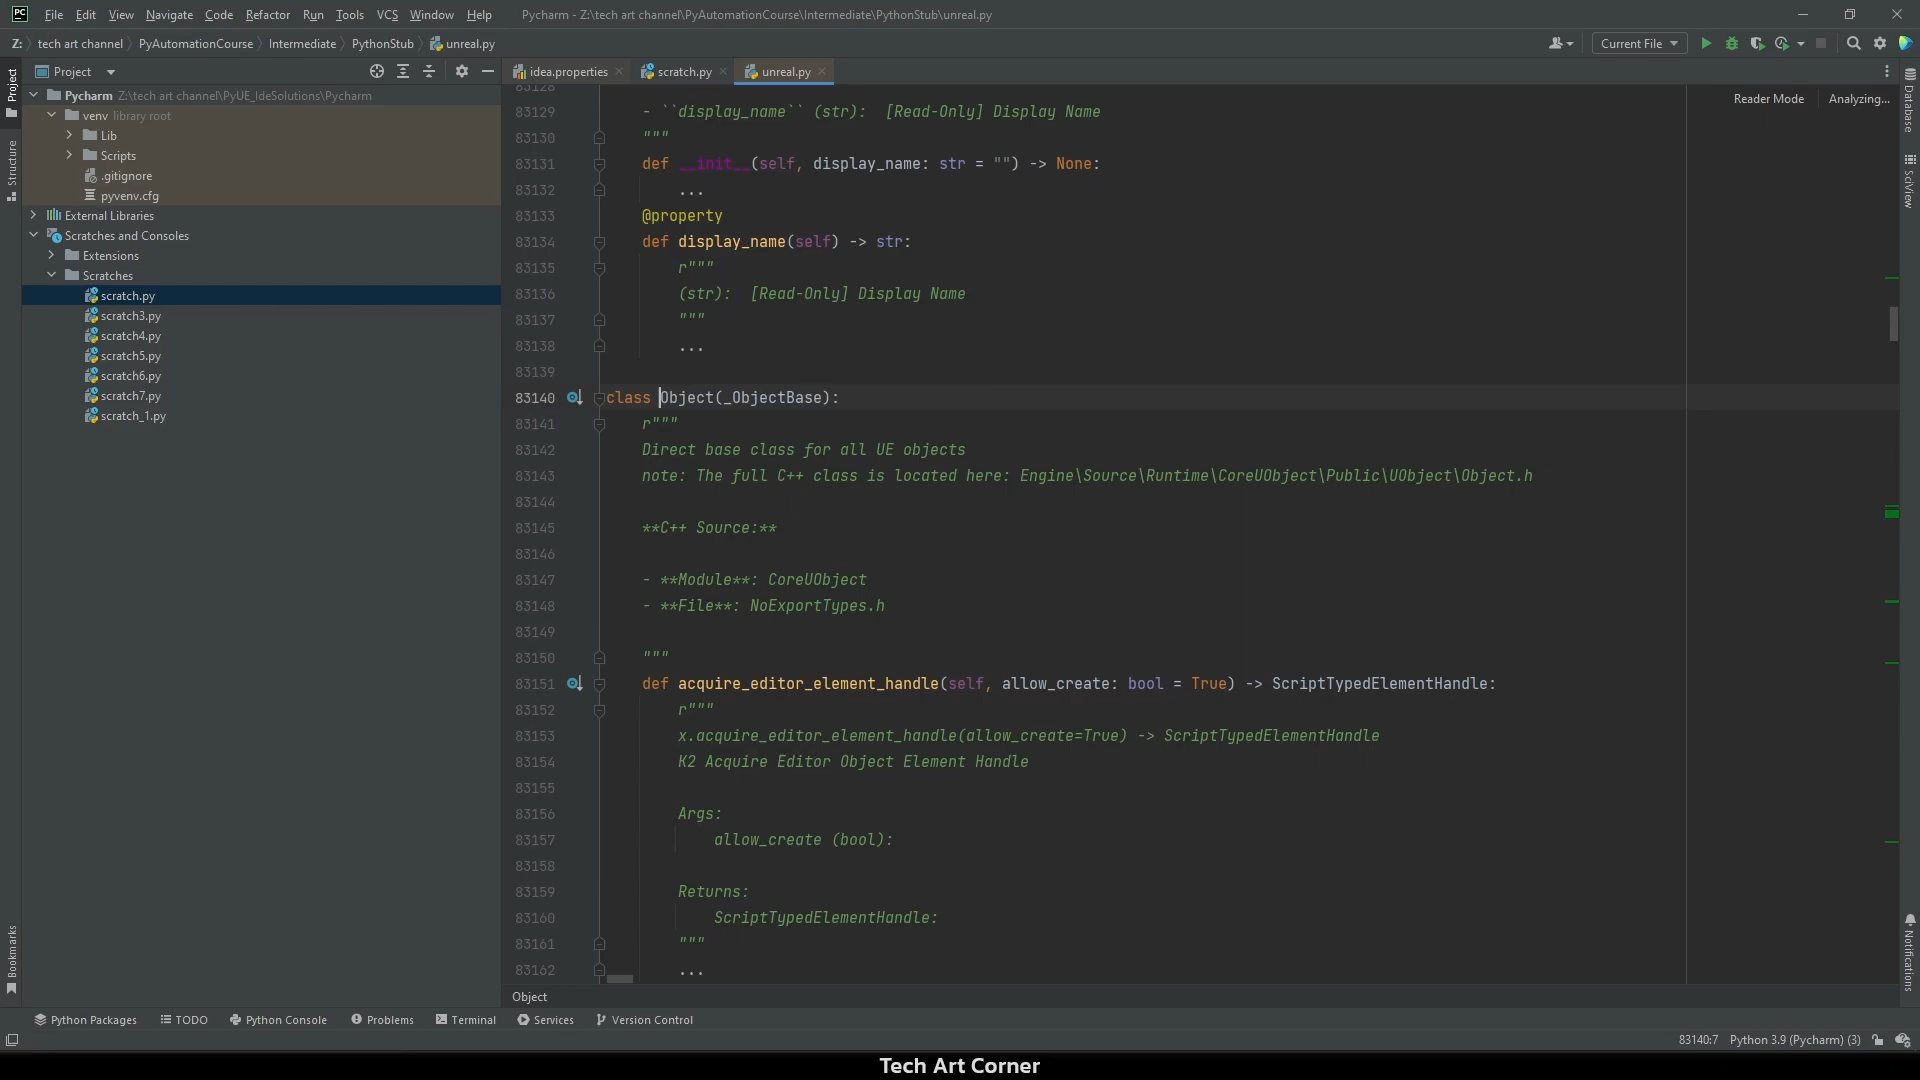 PC File Edit View Navigate Code Refactor Run Tools VCS Window Help Pycharm - Z:\tech art channel\PyAutomationCourse\Intermediate\PythonStub\unreal.py
Z: tech art channel PyAutomationCourse Intermediate PythonStub unreal.py Current File
Project idea.properties scratch.py unreal.py
Project
Pycharm Z:\tech art channel\PyUE_IdeSolutions\Pycharm
venv library root
Lib
Scripts
.gitignore
pyvenv.cfg
External Libraries
Scratches and Consoles
Extensions
Scratches
scratch.py
scratch3.py
scratch4.py
scratch5.py
scratch6.py
scratch7.py
scratch_1.py
Structure
Bookmarks
Reader Mode Analyzing...
Database
SciView
Notifications
83128
83129 - ``display_name`` (str): [Read-Only] Display Name
83130 """
83131 def __init__(self, display_name: str = "") -> None:
83132 ...
83133 @property
83134 def display_name(self) -> str:
83135 r"""
83136 (str): [Read-Only] Display Name
83137 """
83138 ...
83139
83140 class Object(_ObjectBase):
83141 r"""
83142 Direct base class for all UE objects
83143 note: The full C++ class is located here: Engine\Source\Runtime\CoreUObject\Public\UObject\Object.h
83144
83145 **C++ Source:**
83146
83147 - **Module**: CoreUObject
83148 - **File**: NoExportTypes.h
83149
83150 """
83151 def acquire_editor_element_handle(self, allow_create: bool = True) -> ScriptTypedElementHandle:
83152 r"""
83153 x.acquire_editor_element_handle(allow_create=True) -> ScriptTypedElementHandle
83154 K2 Acquire Editor Object Element Handle
83155
83156 Args:
83157 allow_create (bool):
83158
83159 Returns:
83160 ScriptTypedElementHandle:
83161 """
83162 ...
Object
Python Packages TODO Python Console Problems Terminal Services Version Control
83140:7 Python 3.9 (Pycharm) (3)
Tech Art Corner